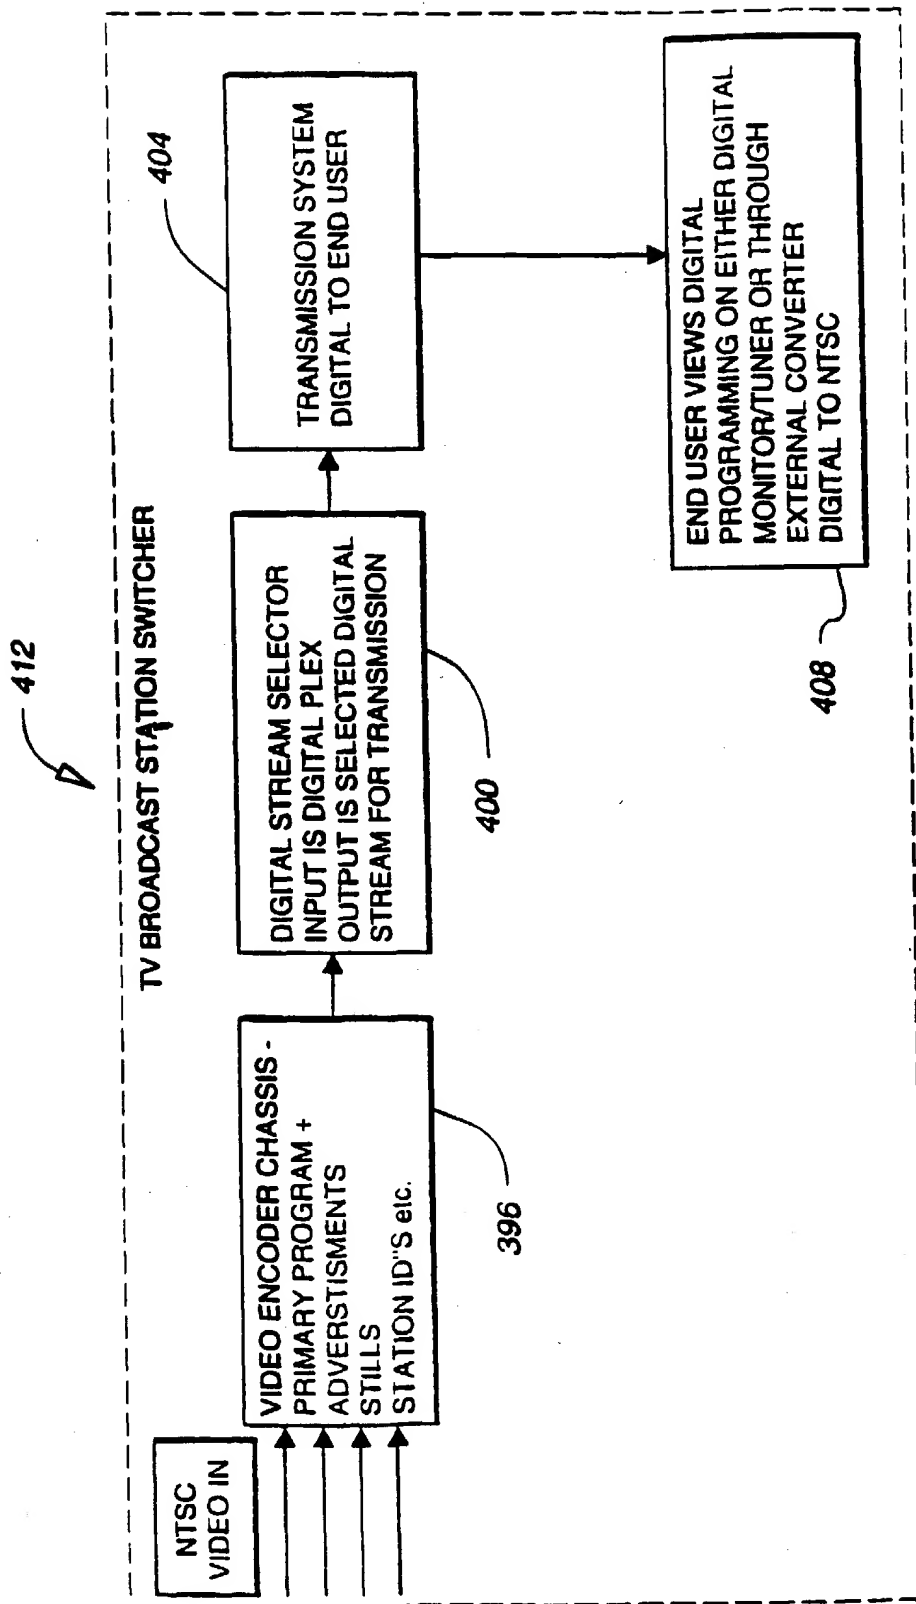 412
TV BROADCAST STATION SWITCHER
NTSC
VIDEO IN
VIDEO ENCODER CHASSIS -
PRIMARY PROGRAM +
ADVERSTISMENTS
STILLS
STATION ID"S etc.
396
DIGITAL STREAM SELECTOR
INPUT IS DIGITAL PLEX
OUTPUT IS SELECTED DIGITAL
STREAM FOR TRANSMISSION
400
TRANSMISSION SYSTEM
DIGITAL TO END USER
404
END USER VIEWS DIGITAL
PROGRAMMING ON EITHER DIGITAL
MONITOR/TUNER OR THROUGH
EXTERNAL CONVERTER
DIGITAL TO NTSC
408